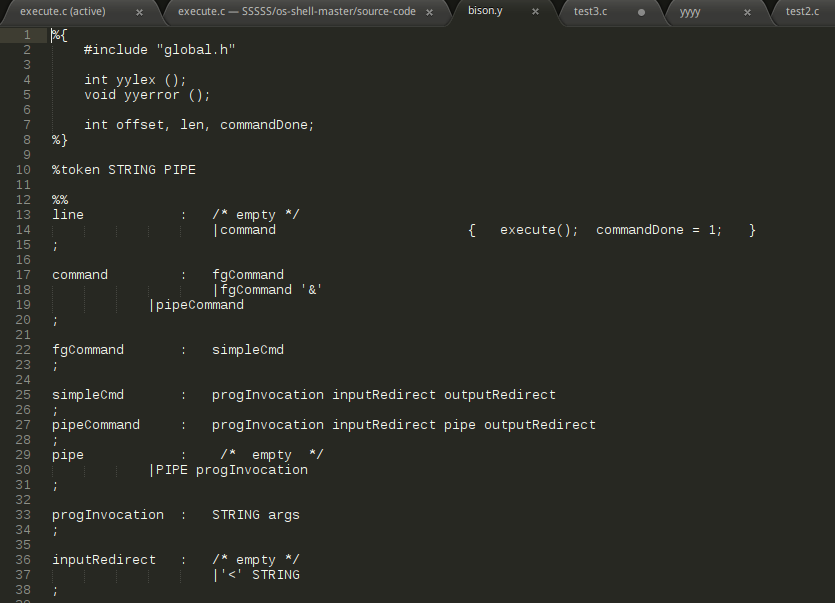 execute.c (active) × execute.c — SSSSS/os-shell-master/source-code × bison.y × test3.c ● yyyy × test2.c
1 %{
2 #include "global.h"
3
4 int yylex ();
5 void yyerror ();
6
7 int offset, len, commandDone;
8 %}
9
10 %token STRING PIPE
11
12 %%
13 line : /* empty */
14 |command { execute(); commandDone = 1; }
15 ;
16
17 command : fgCommand
18 |fgCommand '&'
19 |pipeCommand
20 ;
21
22 fgCommand : simpleCmd
23 ;
24
25 simpleCmd : progInvocation inputRedirect outputRedirect
26 ;
27 pipeCommand : progInvocation inputRedirect pipe outputRedirect
28 ;
29 pipe : /* empty */
30 |PIPE progInvocation
31 ;
32
33 progInvocation : STRING args
34 ;
35
36 inputRedirect : /* empty */
37 |'<' STRING
38 ;